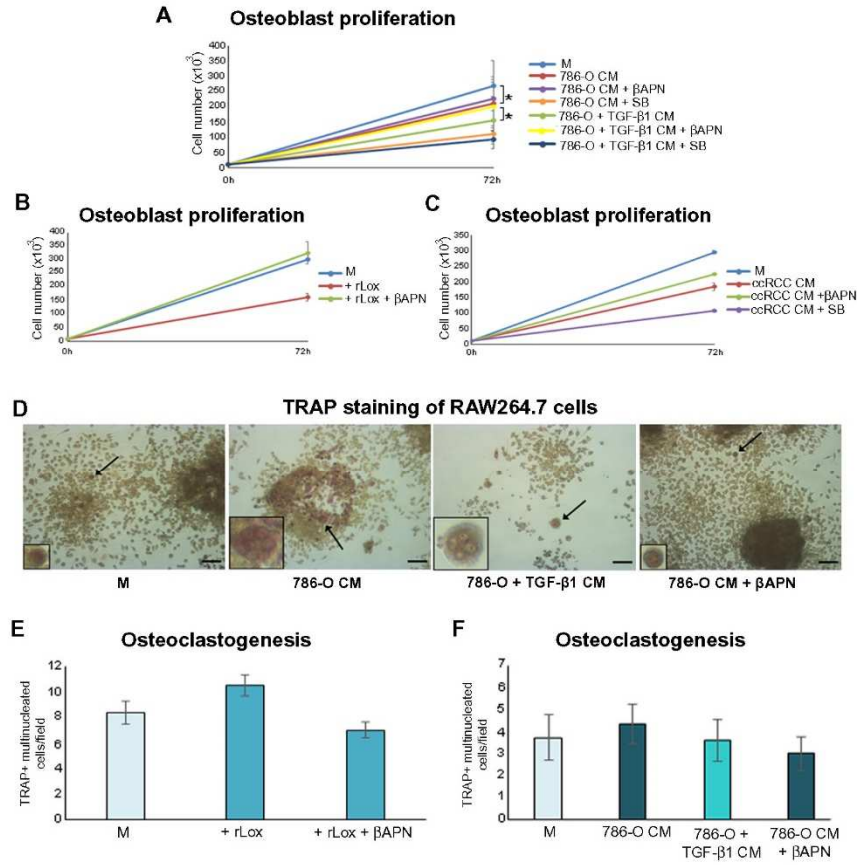 A Osteoblast proliferation
Cell number (x10³)
400
350
300
250
200
150
100
50
0
0h
72h
*
*
M
786-O CM
786-O CM + βAPN
786-O CM + SB
786-O + TGF-β1 CM
786-O + TGF-β1 CM + βAPN
786-O + TGF-β1 CM + SB
B Osteoblast proliferation
Cell number (x10³)
400
350
300
250
200
150
100
50
0
0h
72h
M
+ rLox
+ rLox + βAPN
C Osteoblast proliferation
Cell number (x10³)
350
300
250
200
150
100
50
0
0h
72h
M
ccRCC CM
ccRCC CM +βAPN
ccRCC CM + SB
D TRAP staining of RAW264.7 cells
M
786-O CM
786-O + TGF-β1 CM
786-O CM + βAPN
E Osteoclastogenesis
TRAP+ multinucleated
cells/field
12
10
8
6
4
2
0
M
+ rLox
+ rLox + βAPN
F Osteoclastogenesis
TRAP+ multinucleated
cells/field
7
6
5
4
3
2
1
0
M
786-O CM
786-O +
TGF-β1 CM
786-O CM
+ βAPN